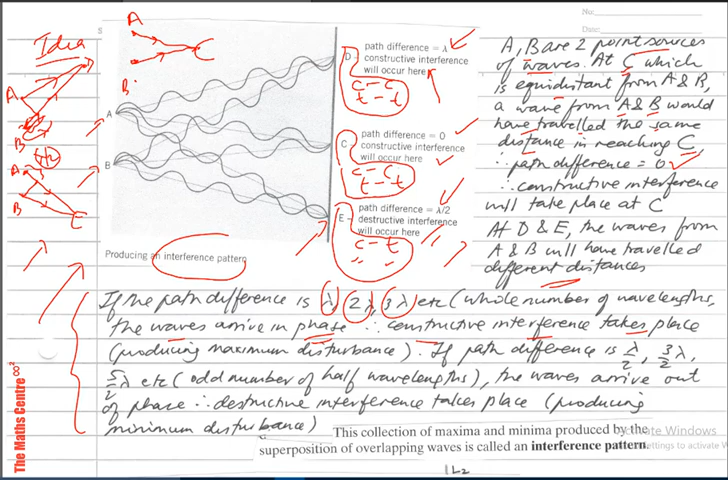 No:
Date:
Idea
A
C
B
A
B
A
B
C
A
B
D
path difference = λ
constructive interference
will occur here
c – c
t – t
C
path difference = 0
constructive interference
will occur here
c – c
t – t
E
path difference = λ/2
destructive interference
will occur here
c – t
Producing an interference pattern
A, B are 2 point sources
of waves. At C which
is equidistant from A & B,
a wave from A & B would
have travelled the same
distance in reaching C
∴ path difference = 0
∴ constructive interference
will take place at C
At D & E, the waves from
A & B will have travelled
different distances
If the path difference is λ, 2λ, 3λ etc (whole number of wavelengths,
the waves arrive in phase ∴ constructive interference takes place
(producing maximum disturbance). If path difference is λ/2, 3/2 λ,
5/2 λ etc (odd number of half wavelengths), the waves arrive out
of phase ∴ destructive interference takes place (producing
minimum disturbance)
This collection of maxima and minima produced by the
superposition of overlapping waves is called an interference pattern.
The Maths Centre ∞²